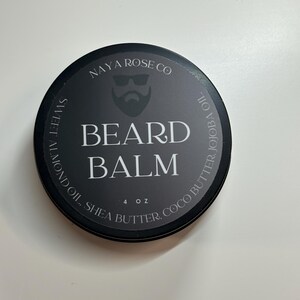 NAYA ROSE CO
BEARD
BALM
4 OZ
SWEET ALMOND OIL, SHEA BUTTER, COCO BUTTER, JOJOBA OIL,